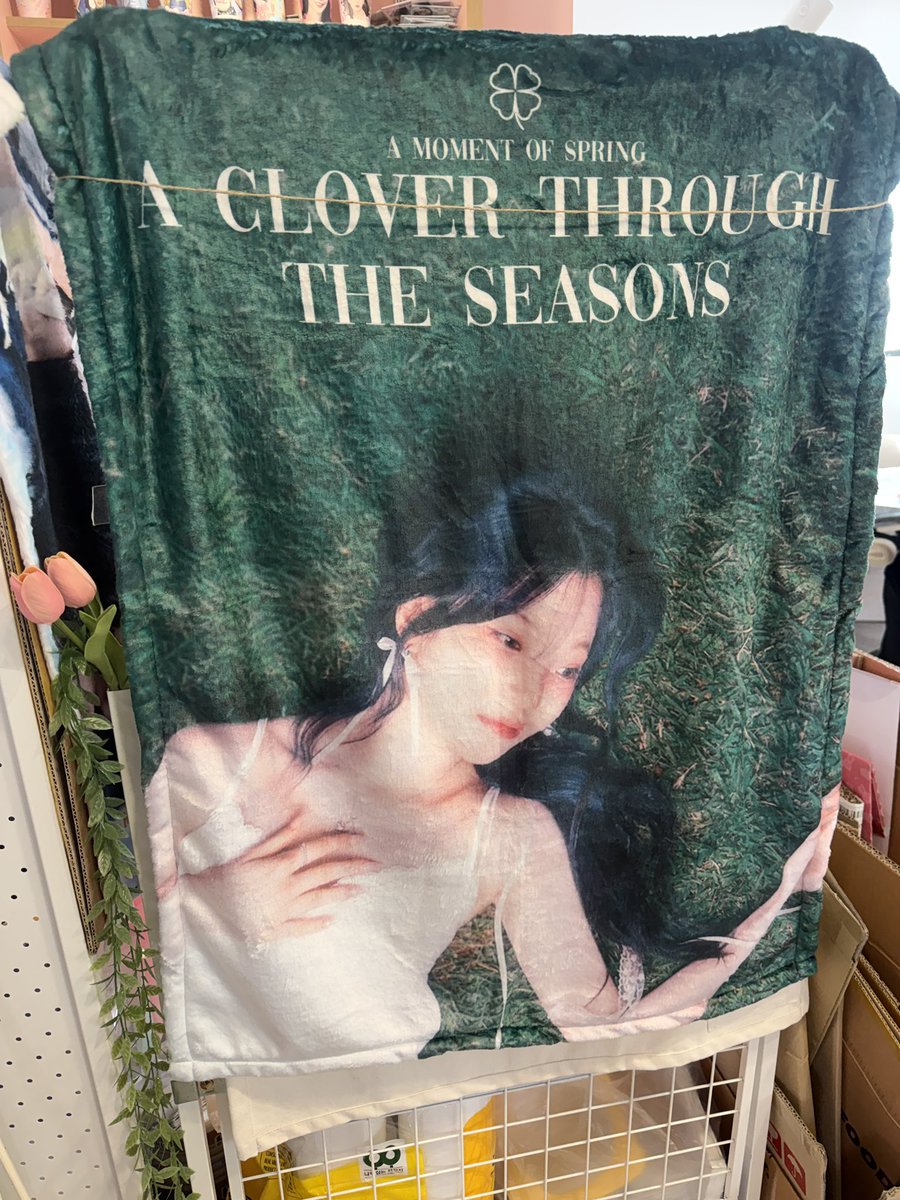 A MOMENT OF SPRING
A CLOVER THROUGH
THE SEASONS